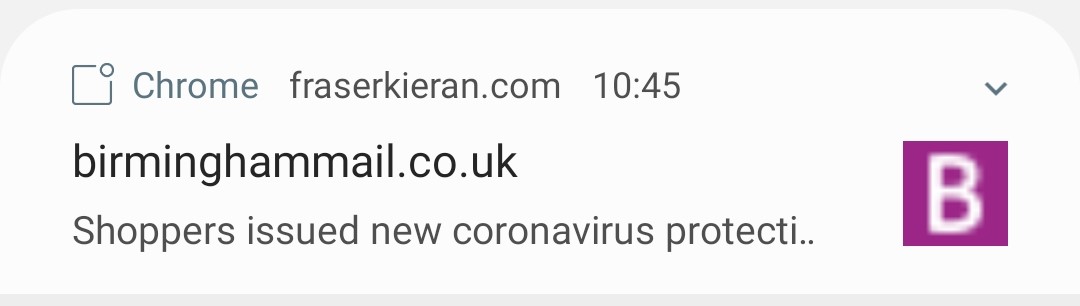 Chrome fraserkieran.com 10:45
birminghammail.co.uk
B
Shoppers issued new coronavirus protecti..